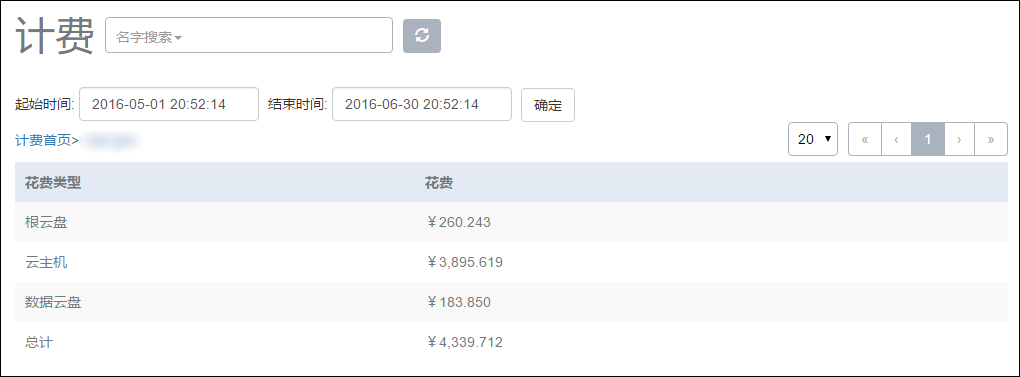 计费 名字搜索
起始时间: 2016-05-01 20:52:14 结束时间: 2016-06-30 20:52:14 确定
计费首页>
20 « ‹ 1 › »
花费类型 花费
根云盘 ￥260.243
云主机 ￥3,895.619
数据云盘 ￥183.850
总计 ￥4,339.712